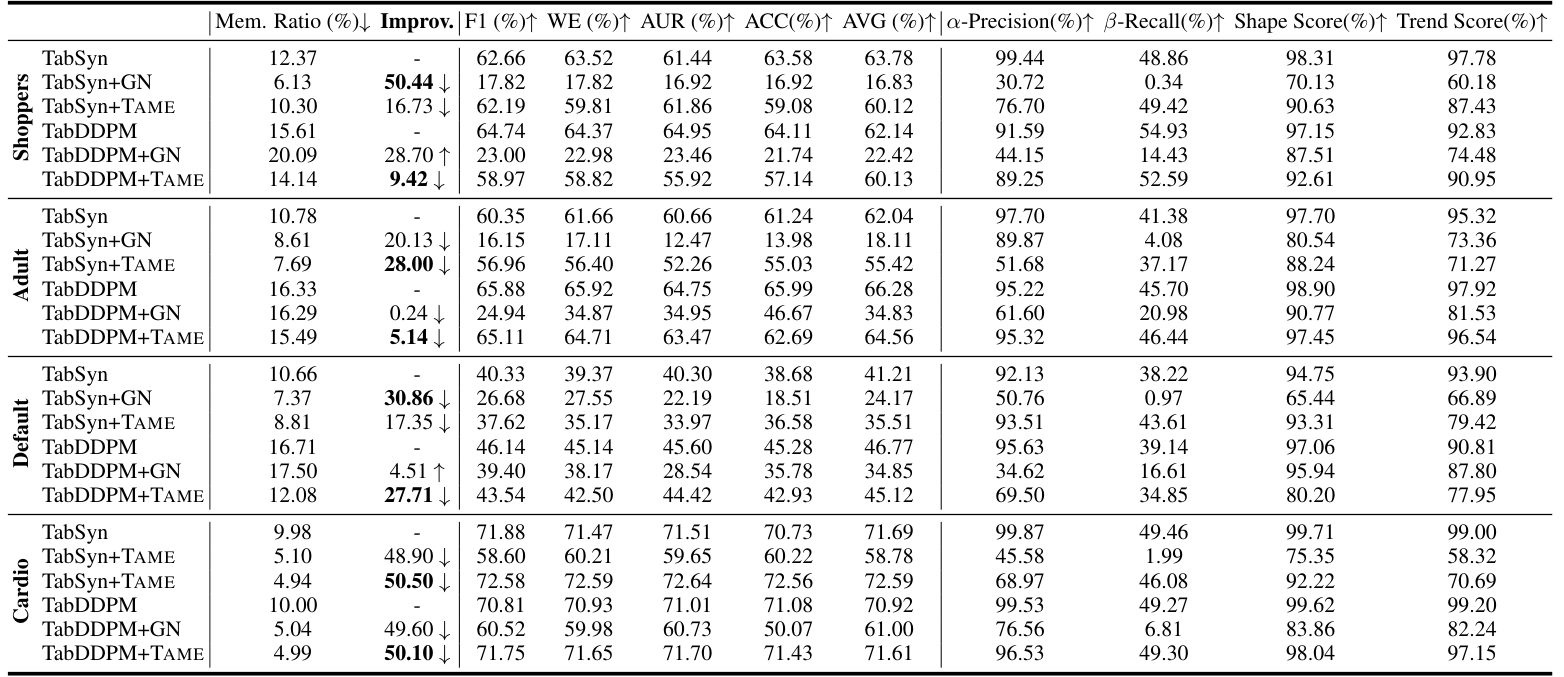 Mem. Ratio (%)↓ Improv. F1 (%)↑ WE (%)↑ AUR (%)↑ ACC(%)↑ AVG (%)↑ α-Precision(%)↑ β-Recall(%)↑ Shape Score(%)↑ Trend Score(%)↑
Shoppers
TabSyn 12.37 - 62.66 63.52 61.44 63.58 63.78 99.44 48.86 98.31 97.78
TabSyn+GN 6.13 50.44 ↓ 17.82 17.82 16.92 16.92 16.83 30.72 0.34 70.13 60.18
TabSyn+TAME 10.30 16.73 ↓ 62.19 59.81 61.86 59.08 60.12 76.70 49.42 90.63 87.43
TabDDPM 15.61 - 64.74 64.37 64.95 64.11 62.14 91.59 54.93 97.15 92.83
TabDDPM+GN 20.09 28.70 ↑ 23.00 22.98 23.46 21.74 22.42 44.15 14.43 87.51 74.48
TabDDPM+TAME 14.14 9.42 ↓ 58.97 58.82 55.92 57.14 60.13 89.25 52.59 92.61 90.95
Adult
TabSyn 10.78 - 60.35 61.66 60.66 61.24 62.04 97.70 41.38 97.70 95.32
TabSyn+GN 8.61 20.13 ↓ 16.15 17.11 12.47 13.98 18.11 89.87 4.08 80.54 73.36
TabSyn+TAME 7.69 28.00 ↓ 56.96 56.40 52.26 55.03 55.42 51.68 37.17 88.24 71.27
TabDDPM 16.33 - 65.88 65.92 64.75 65.99 66.28 95.22 45.70 98.90 97.92
TabDDPM+GN 16.29 0.24 ↓ 24.94 34.87 34.95 46.67 34.83 61.60 20.98 90.77 81.53
TabDDPM+TAME 15.49 5.14 ↓ 65.11 64.71 63.47 62.69 64.56 95.32 46.44 97.45 96.54
Default
TabSyn 10.66 - 40.33 39.37 40.30 38.68 41.21 92.13 38.22 94.75 93.90
TabSyn+GN 7.37 30.86 ↓ 26.68 27.55 22.19 18.51 24.17 50.76 0.97 65.44 66.89
TabSyn+TAME 8.81 17.35 ↓ 37.62 35.17 33.97 36.58 35.51 93.51 43.61 93.31 79.42
TabDDPM 16.71 - 46.14 45.14 45.60 45.28 46.77 95.63 39.14 97.06 90.81
TabDDPM+GN 17.50 4.51 ↑ 39.40 38.17 28.54 35.78 34.85 34.62 16.61 95.94 87.80
TabDDPM+TAME 12.08 27.71 ↓ 43.54 42.50 44.42 42.93 45.12 69.50 34.85 80.20 77.95
Cardio
TabSyn 9.98 - 71.88 71.47 71.51 70.73 71.69 99.87 49.46 99.71 99.00
TabSyn+TAME 5.10 48.90 ↓ 58.60 60.21 59.65 60.22 58.78 45.58 1.99 75.35 58.32
TabSyn+TAME 4.94 50.50 ↓ 72.58 72.59 72.64 72.56 72.59 68.97 46.08 92.22 70.69
TabDDPM 10.00 - 70.81 70.93 71.01 71.08 70.92 99.53 49.27 99.62 99.20
TabDDPM+GN 5.04 49.60 ↓ 60.52 59.98 60.73 50.07 61.00 76.56 6.81 83.86 82.24
TabDDPM+TAME 4.99 50.10 ↓ 71.75 71.65 71.70 71.43 71.61 96.53 49.30 98.04 97.15